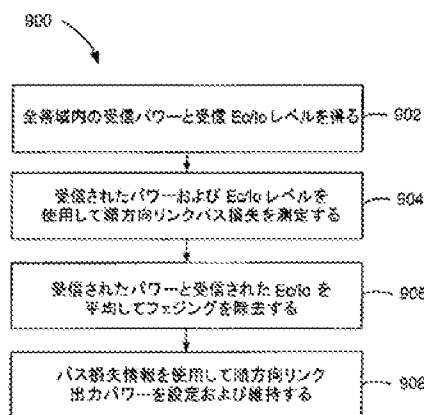 900
全帯域内の受信パワーと受信 Ec/Io レベルを得る
902
受信されたパワーおよび Ec/Io レベルを
使用して順方向リンクパス損失を測定する
904
受信されたパワーと受信された Ec/Io を
平均してフェジングを除去する
906
パス損失情報を使用して順方向リンク
出力パワーを設定および維持する
908